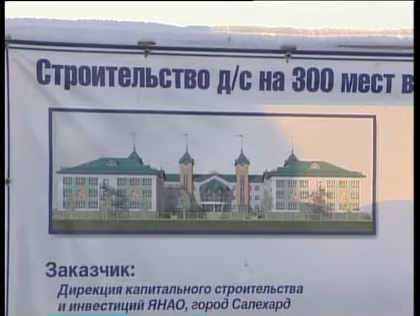 Строительство д/с на 300 мест в
Заказчик:
Дирекция капитального строительства
и инвестиций ЯНАО, город Салехард